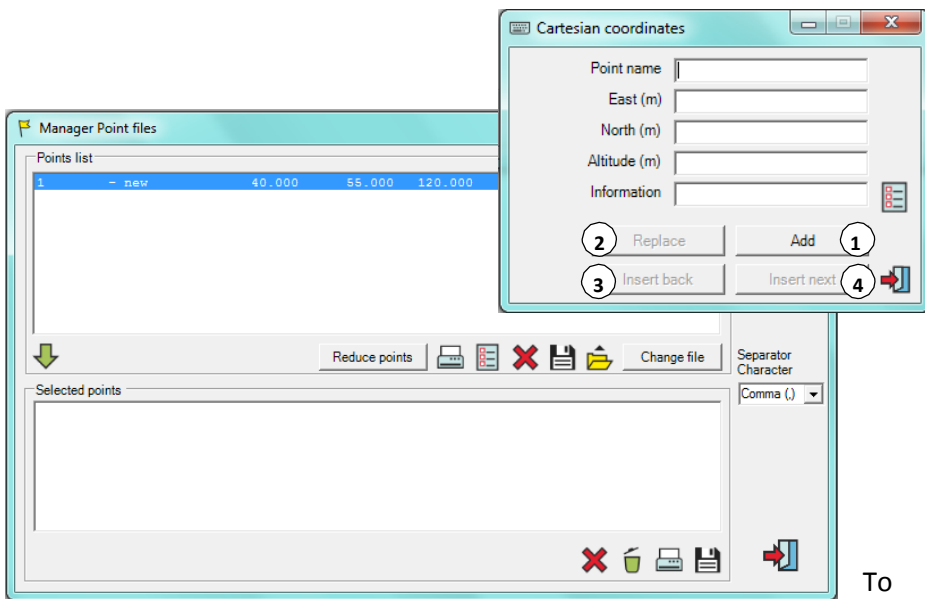 Cartesian coordinates
Point name
East (m)
North (m)
Altitude (m)
Information
2 Replace Add 1
3 Insert back Insert next 4
Manager Point files
Points list
1 - new 40.000 55.000 120.000
Reduce points Change file
Separator
Character
Comma (,)
Selected points
To